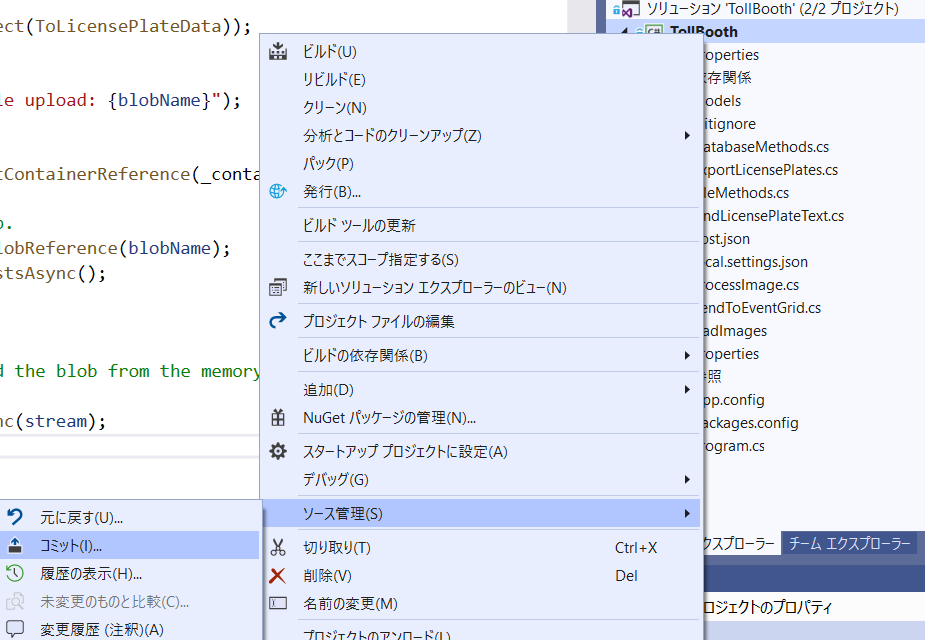 ect(ToLicensePlateData));
le upload: {blobName}");
tContainerReference(_conta
o.
lobReference(blobName);
stsAsync();
d the blob from the memory
nc(stream);
ビルド(U)
リビルド(E)
クリーン(N)
分析とコードのクリーンアップ(Z)
パック(P)
発行(B)...
ビルド ツールの更新
ここまでスコープ指定する(S)
新しいソリューション エクスプローラーのビュー(N)
プロジェクト ファイルの編集
ビルドの依存関係(B)
追加(D)
NuGet パッケージの管理(N)...
スタートアップ プロジェクトに設定(A)
デバッグ(G)
ソース管理(S)
切り取り(T) Ctrl+X
削除(V) Del
名前の変更(M)
プロジェクトのアンロード(L)
元に戻す(U)...
コミット(I)...
履歴の表示(H)...
未変更のものと比較(C)...
変更履歴 (注釈)(A)
ソリューション 'TollBooth' (2/2 プロジェクト)
C# TollBooth
roperties
依存関係
odels
itignore
atabaseMethods.cs
xportLicensePlates.cs
leMethods.cs
ndLicensePlateText.cs
ost.json
cal.settings.json
rocessImage.cs
endToEventGrid.cs
adImages
roperties
参照
pp.config
ackages.config
rogram.cs
クスプローラー チーム エクスプローラー
ロジェクトのプロパティ